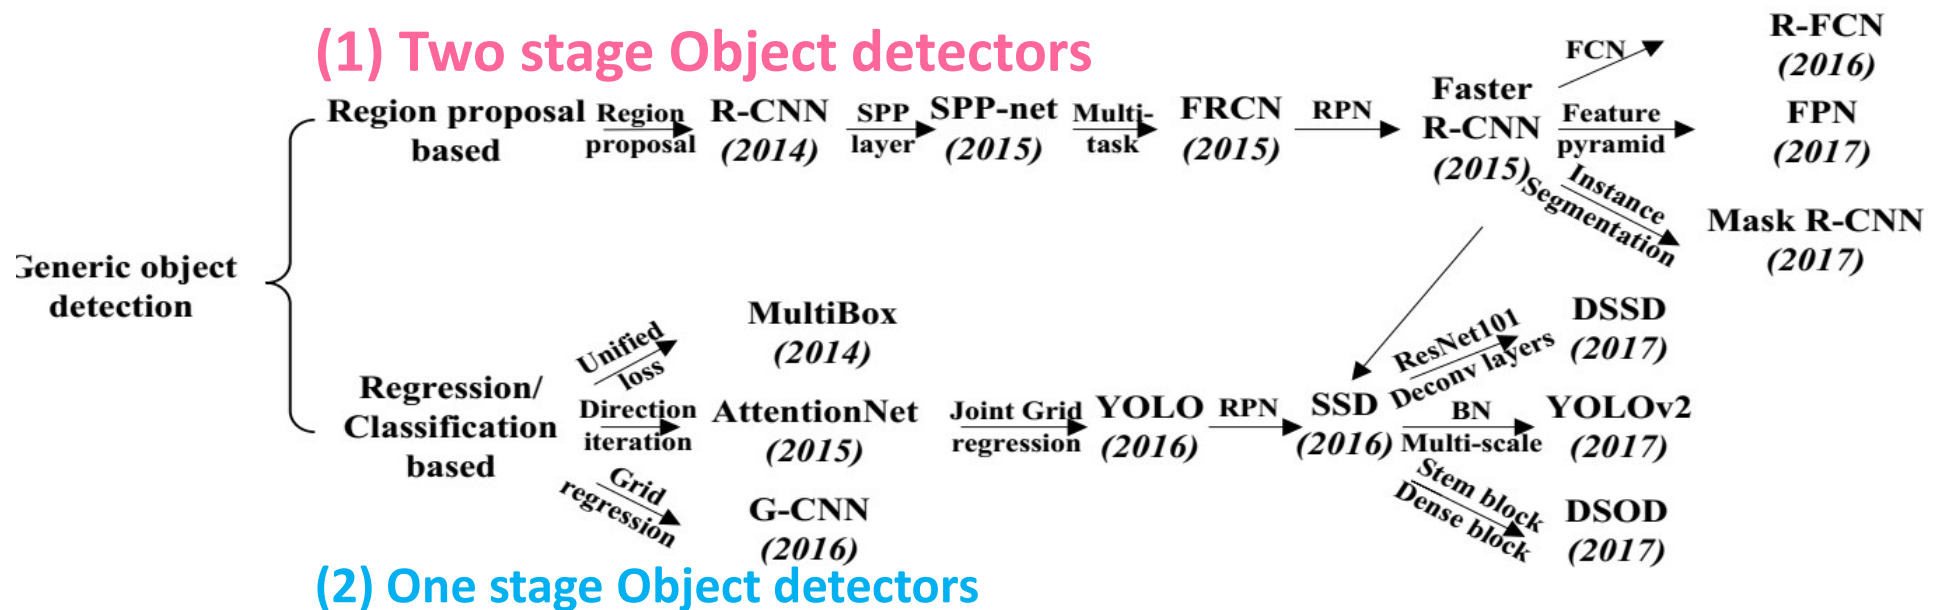 (1) Two stage Object detectors
Region proposal
based
Region
proposal
R-CNN
(2014)
SPP
layer
SPP-net
(2015)
Multi-
task
FRCN
(2015)
RPN
Faster
R-CNN
(2015)
FCN
R-FCN
(2016)
Feature
pyramid
FPN
(2017)
Instance
Segmentation
Mask R-CNN
(2017)
Generic object
detection
Regression/
Classification
based
Unified
loss
MultiBox
(2014)
Direction
iteration
AttentionNet
(2015)
Grid
regression
G-CNN
(2016)
Joint Grid
regression
YOLO
(2016)
RPN
SSD
(2016)
ResNet101
Deconv layers
DSSD
(2017)
BN
Multi-scale
YOLOv2
(2017)
Stem block
Dense block
DSOD
(2017)
(2) One stage Object detectors